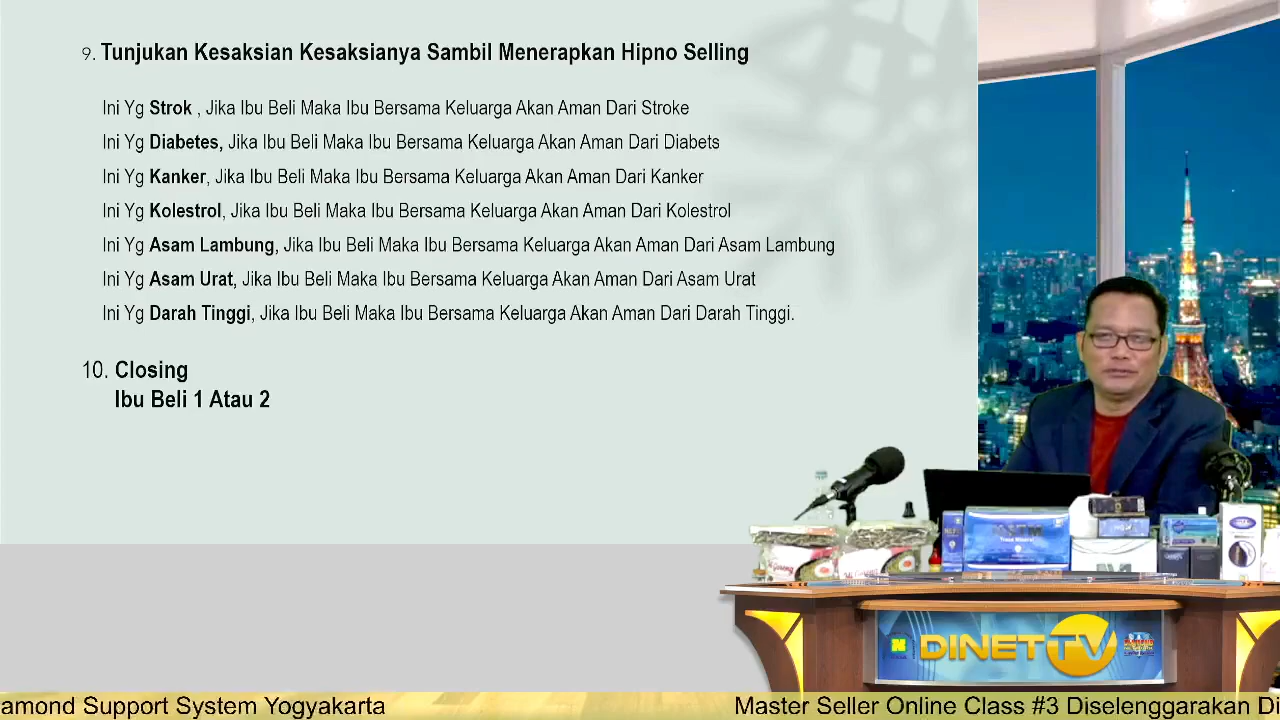 9. Tunjukan Kesaksian Kesaksianya Sambil Menerapkan Hipno Selling
Ini Yg Strok , Jika Ibu Beli Maka Ibu Bersama Keluarga Akan Aman Dari Stroke
Ini Yg Diabetes, Jika Ibu Beli Maka Ibu Bersama Keluarga Akan Aman Dari Diabets
Ini Yg Kanker, Jika Ibu Beli Maka Ibu Bersama Keluarga Akan Aman Dari Kanker
Ini Yg Kolestrol, Jika Ibu Beli Maka Ibu Bersama Keluarga Akan Aman Dari Kolestrol
Ini Yg Asam Lambung, Jika Ibu Beli Maka Ibu Bersama Keluarga Akan Aman Dari Asam Lambung
Ini Yg Asam Urat, Jika Ibu Beli Maka Ibu Bersama Keluarga Akan Aman Dari Asam Urat
Ini Yg Darah Tinggi, Jika Ibu Beli Maka Ibu Bersama Keluarga Akan Aman Dari Darah Tinggi.
10. Closing
Ibu Beli 1 Atau 2
DINET TV
amond Support System Yogyakarta
Master Seller Online Class #3 Diselenggarakan Di